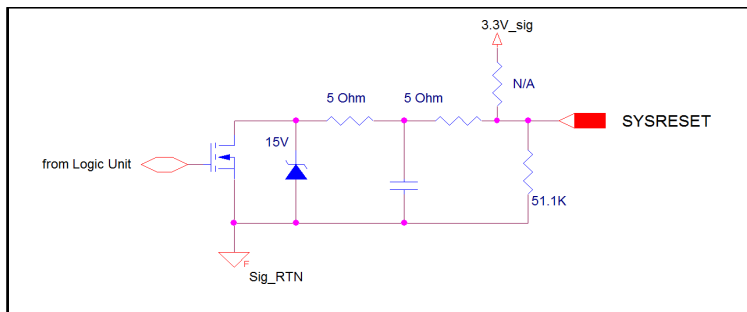 3.3V_sig
N/A
5 Ohm
5 Ohm
SYSRESET
15V
from Logic Unit
51.1K
F
Sig_RTN